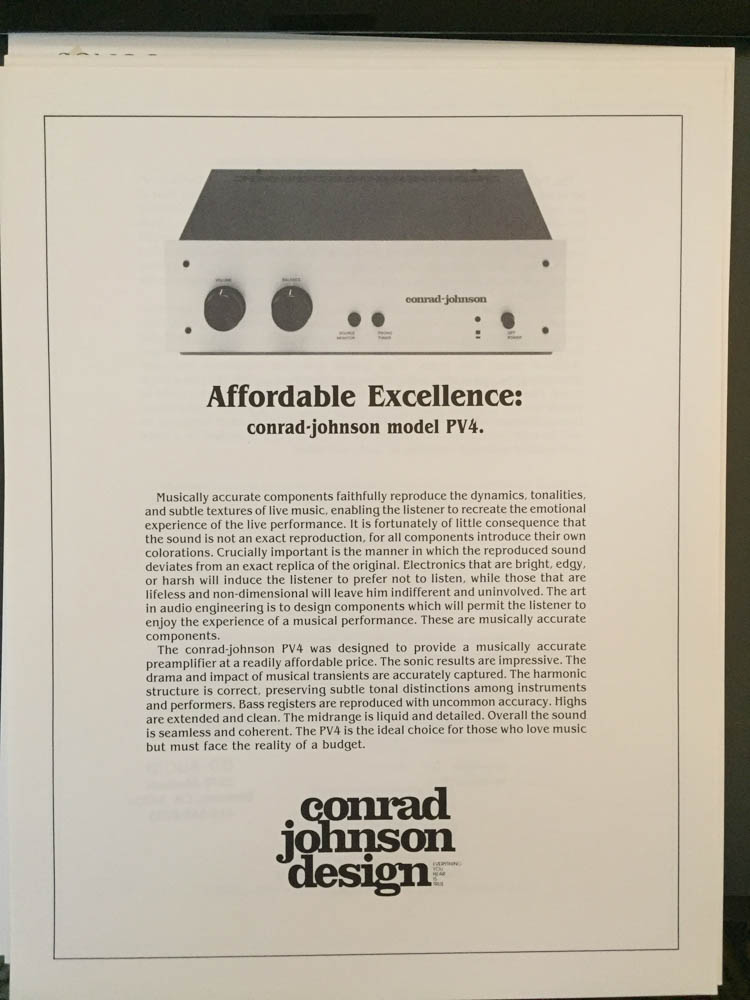 VOLUME
BALANCE
conrad-johnson
SOURCE
MONITOR
PHONO
TUNER
OFF
POWER
Affordable Excellence:
conrad-johnson model PV4.
Musically accurate components faithfully reproduce the dynamics, tonalities,
and subtle textures of live music, enabling the listener to recreate the emotional
experience of the live performance. It is fortunately of little consequence that
the sound is not an exact reproduction, for all components introduce their own
colorations. Crucially important is the manner in which the reproduced sound
deviates from an exact replica of the original. Electronics that are bright, edgy,
or harsh will induce the listener to prefer not to listen, while those that are
lifeless and non-dimensional will leave him indifferent and uninvolved. The art
in audio engineering is to design components which will permit the listener to
enjoy the experience of a musical performance. These are musically accurate
components.
The conrad-johnson PV4 was designed to provide a musically accurate
preamplifier at a readily affordable price. The sonic results are impressive. The
drama and impact of musical transients are accurately captured. The harmonic
structure is correct, preserving subtle tonal distinctions among instruments
and performers. Bass registers are reproduced with uncommon accuracy. Highs
are extended and clean. The midrange is liquid and detailed. Overall the sound
is seamless and coherent. The PV4 is the ideal choice for those who love music
but must face the reality of a budget.
conrad
johnson
design
EVERYTHING
YOU
HEAR
IS
TRUE